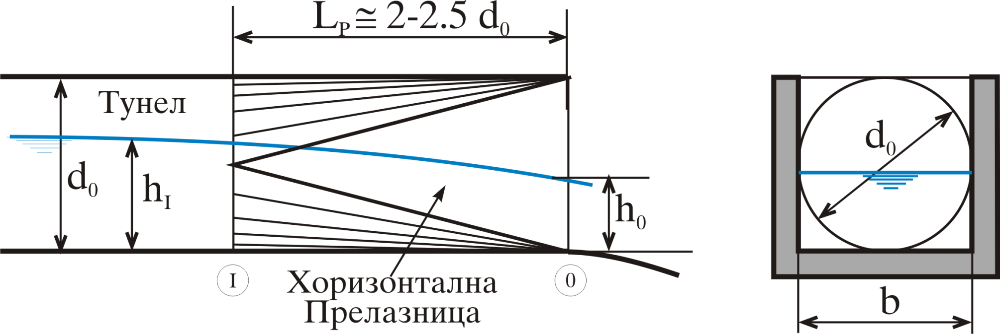 L_P ≅ 2-2.5 d_0
Тунел
d_0
h_I
h_0
I
0
Хоризонтална
Прелазница
d_0
b